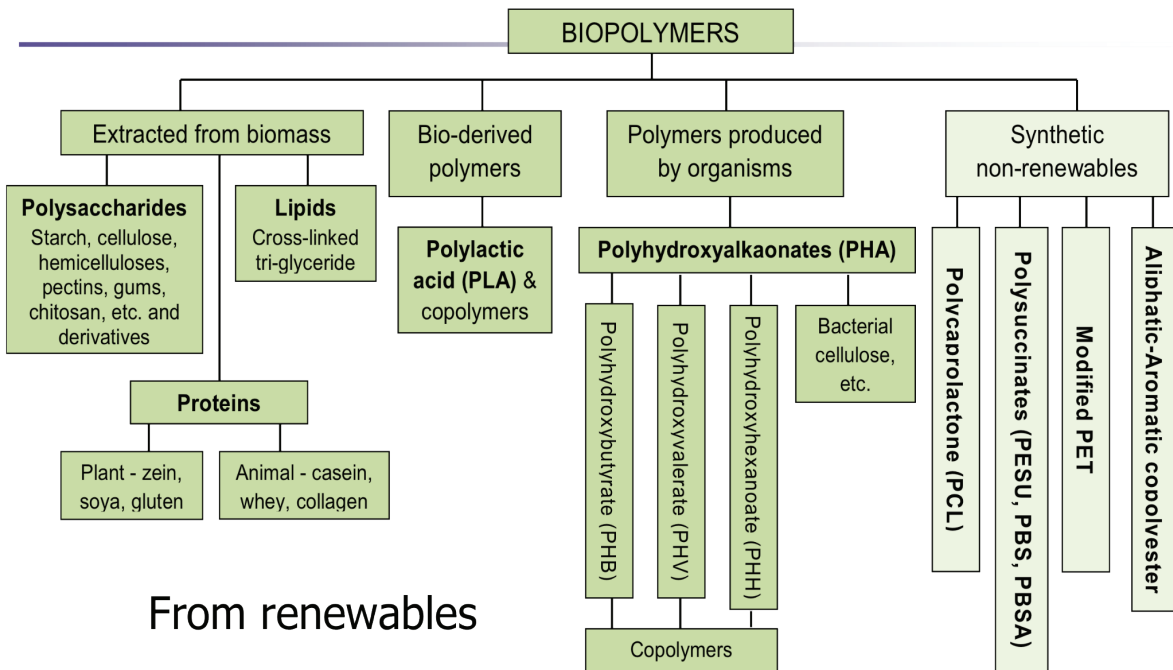 BIOPOLYMERS
Extracted from biomass
Bio-derived
polymers
Polymers produced
by organisms
Synthetic
non-renewables
Polysaccharides
Starch, cellulose,
hemicelluloses,
pectins, gums,
chitosan, etc. and
derivatives
Lipids
Cross-linked
tri-glyceride
Polylactic
acid (PLA) &
copolymers
Polyhydroxyalkaonates (PHA)
Polyhydroxybutyrate (PHB)
Polyhydroxyvalerate (PHV)
Polyhydroxyhexanoate (PHH)
Bacterial
cellulose,
etc.
Polycaprolactone (PCL)
Polysuccinates (PESU, PBS, PBSA)
Modified PET
Aliphatic-Aromatic copolyester
Proteins
Plant - zein,
soya, gluten
Animal - casein,
whey, collagen
From renewables
Copolymers